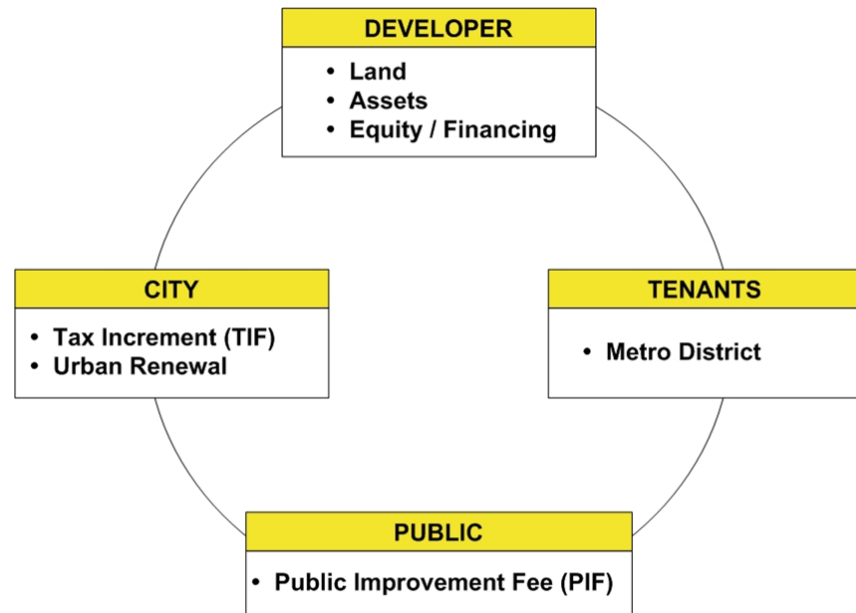 DEVELOPER
• Land
• Assets
• Equity / Financing
CITY
• Tax Increment (TIF)
• Urban Renewal
TENANTS
• Metro District
PUBLIC
• Public Improvement Fee (PIF)